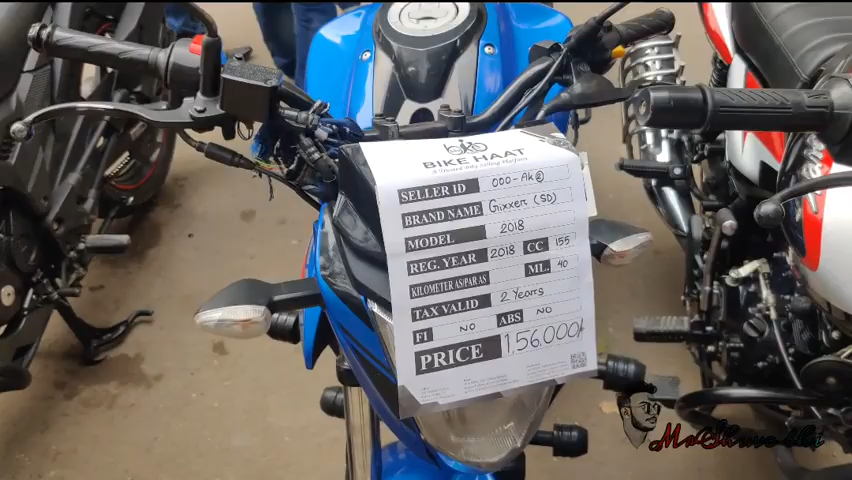 BIKE HAAT
SELLER ID 000-Ak@
BRAND NAME Gixxer (SD)
MODEL 2018
REG. YEAR 2018 CC 155
KILOMETER AS/PARAS ML. 40
TAX VALID 2 Years
FI NO ABS NO
PRICE 1,56,000/